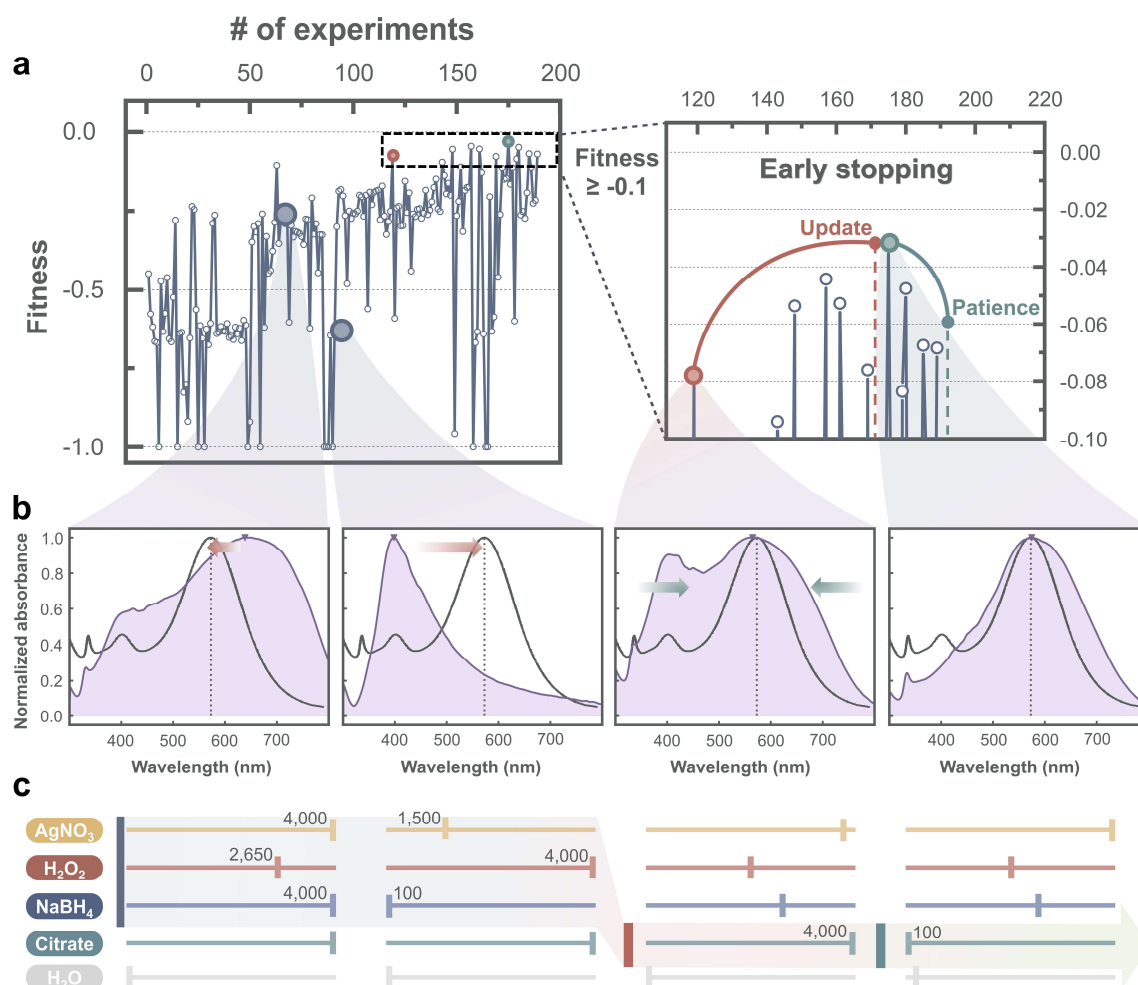 # of experiments
a
0 50 100 150 200
0.0
-0.5
-1.0
Fitness
Fitness
≥ -0.1
120 140 160 180 200 220
Early stopping
Update
Patience
0.00
-0.02
-0.04
-0.06
-0.08
-0.10
b
Normalized absorbance
1.0
0.8
0.6
0.4
0.2
0.0
400 500 600 700
400 500 600 700
400 500 600 700
400 500 600 700
Wavelength (nm)
Wavelength (nm)
Wavelength (nm)
Wavelength (nm)
c
AgNO₃ 4,000 1,500
H₂O₂ 2,650 4,000
NaBH₄ 4,000 100
Citrate 4,000 100
H₂O